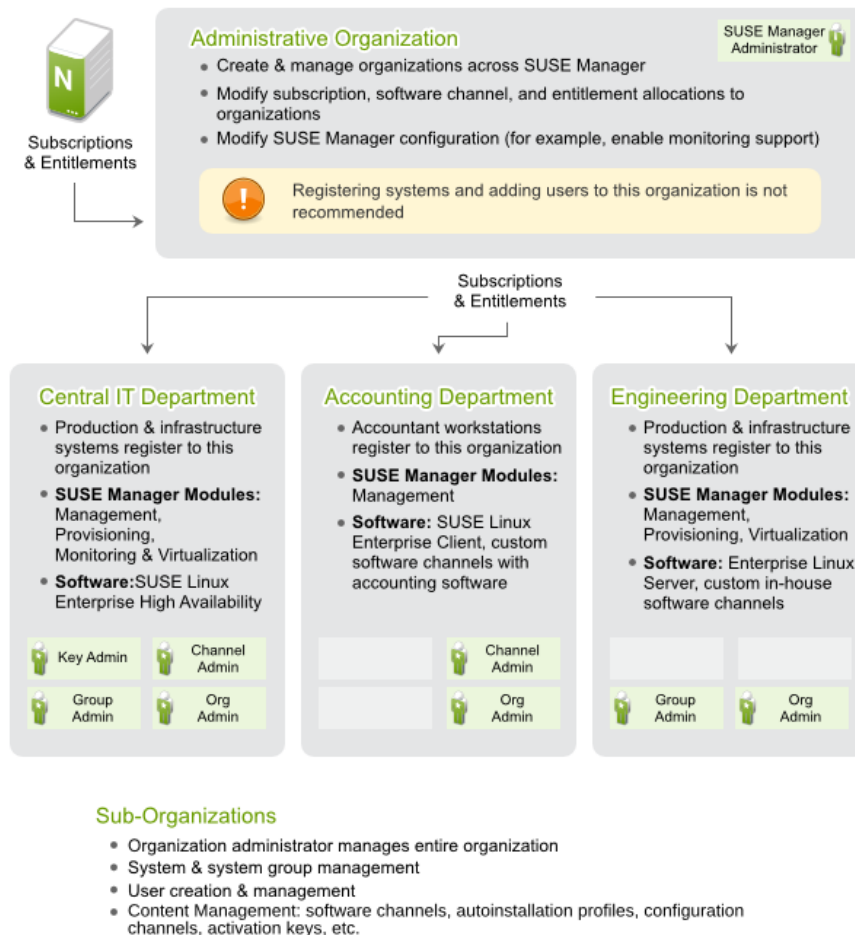 N
Subscriptions
& Entitlements
Administrative Organization
SUSE Manager
Administrator
Create & manage organizations across SUSE Manager
Modify subscription, software channel, and entitlement allocations to
organizations
Modify SUSE Manager configuration (for example, enable monitoring support)
!
Registering systems and adding users to this organization is not
recommended
Subscriptions
& Entitlements
Central IT Department
Production & infrastructure
systems register to this
organization
SUSE Manager Modules:
Management,
Provisioning,
Monitoring & Virtualization
Software:SUSE Linux
Enterprise High Availability
Key Admin
Channel
Admin
Group
Admin
Org
Admin
Accounting Department
Accountant workstations
register to this organization
SUSE Manager Modules:
Management
Software: SUSE Linux
Enterprise Client, custom
software channels with
accounting software
Channel
Admin
Org
Admin
Engineering Department
Production & infrastructure
systems register to this
organization
SUSE Manager Modules:
Management,
Provisioning, Virtualization
Software: Enterprise Linux
Server, custom in-house
software channels
Group
Admin
Org
Admin
Sub-Organizations
Organization administrator manages entire organization
System & system group management
User creation & management
Content Management: software channels, autoinstallation profiles, configuration
channels, activation keys, etc.